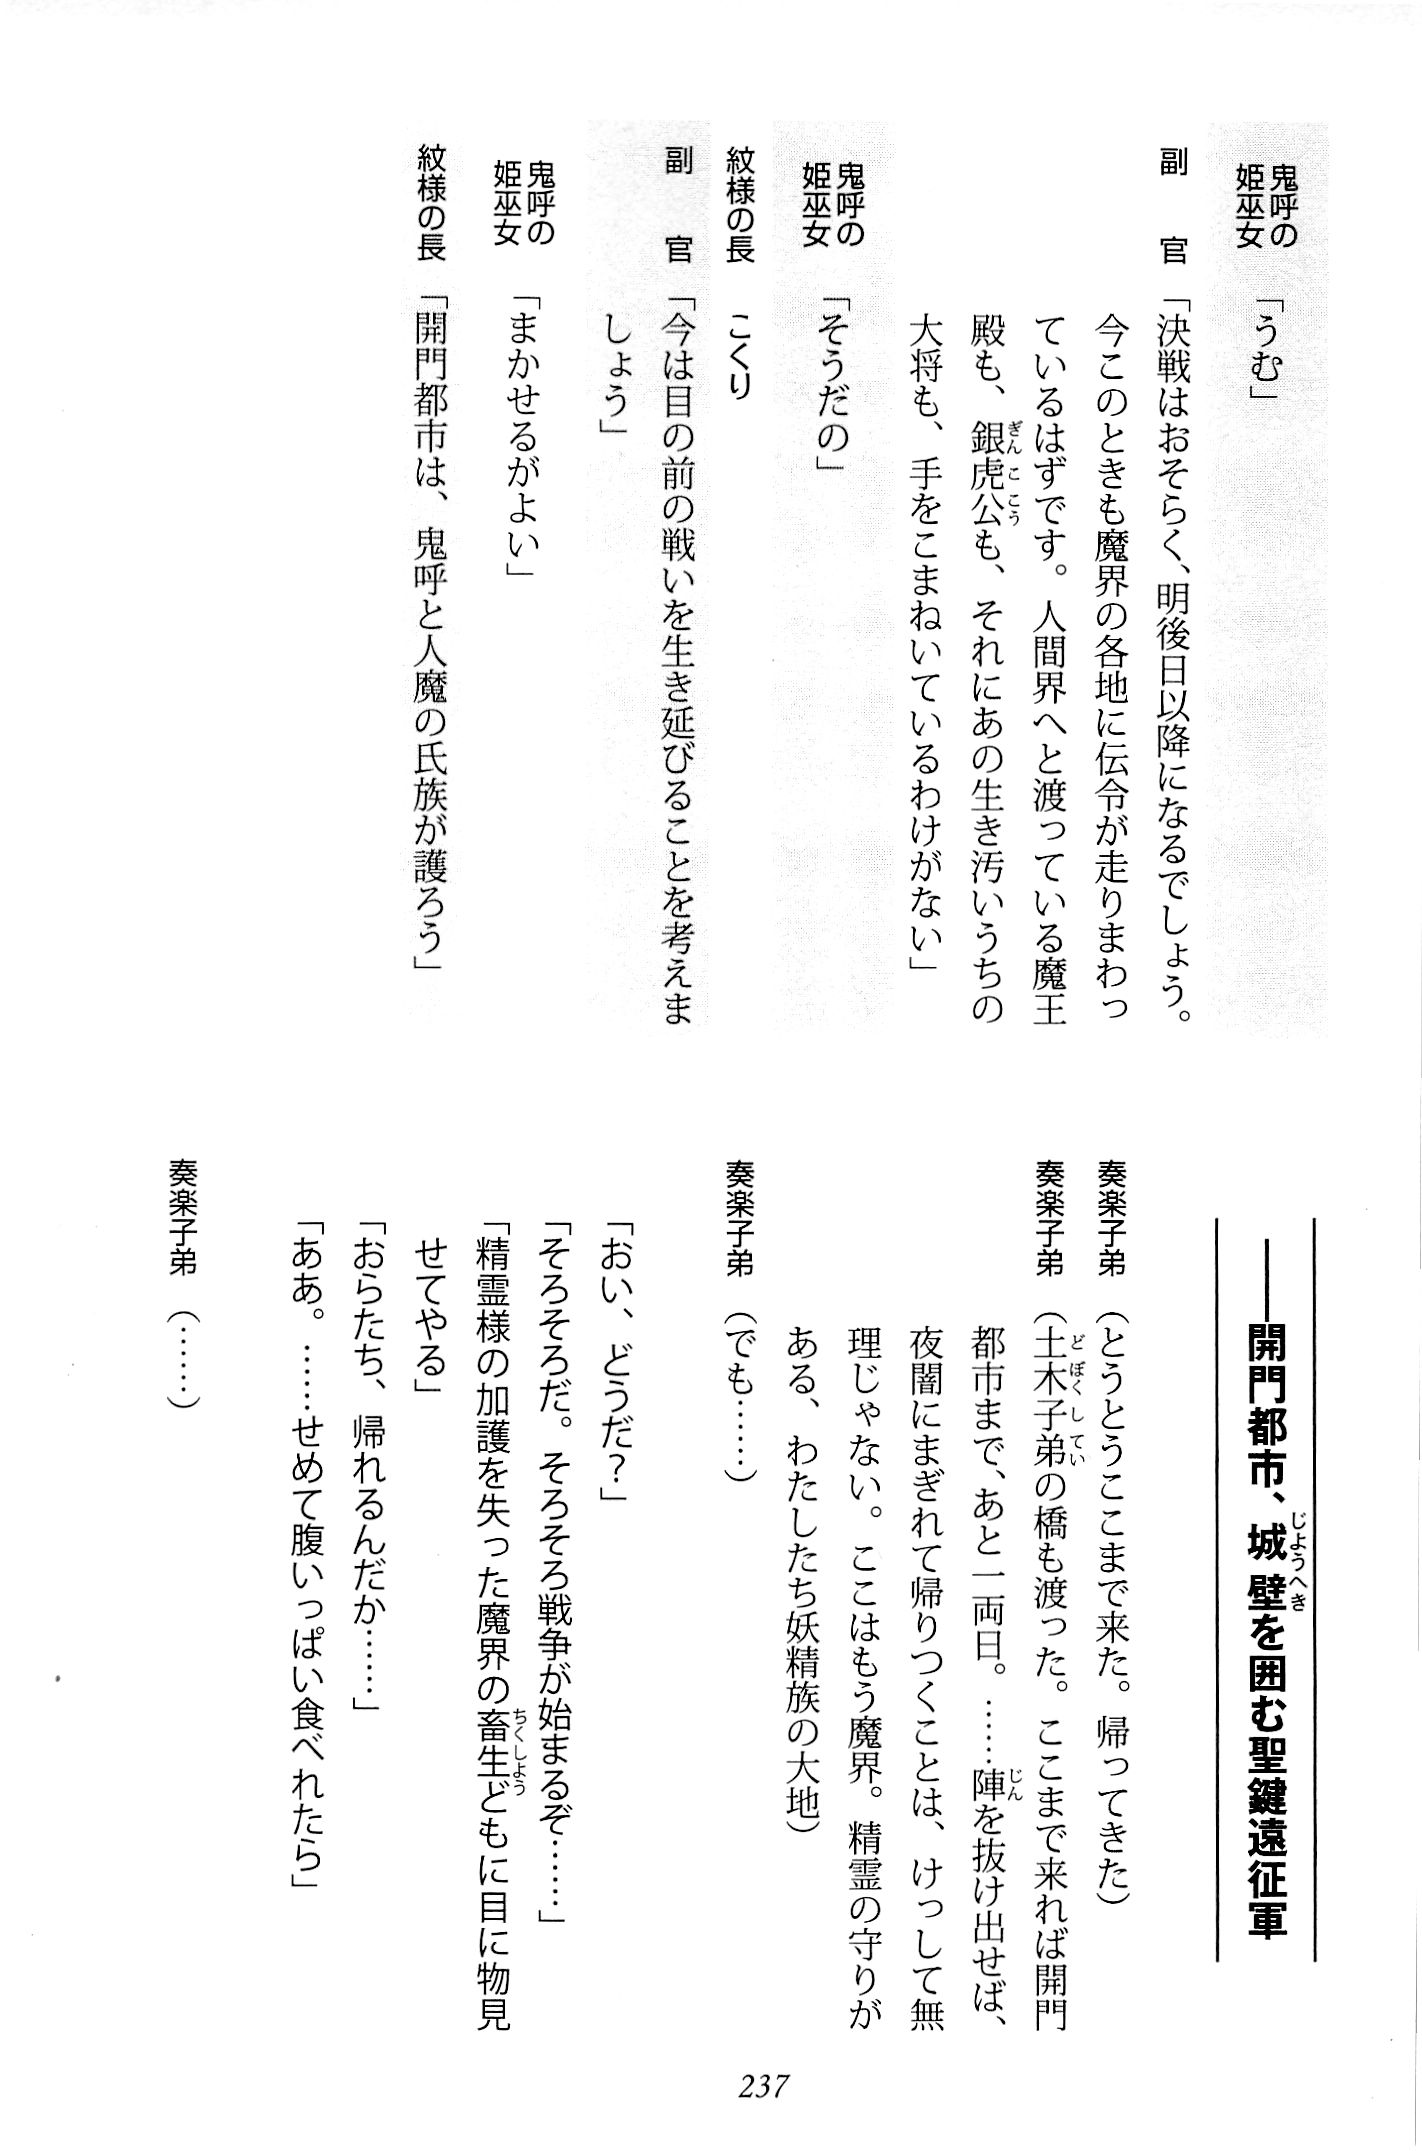 鬼呼の
姫巫女「うむ」
副官「決戦はおそらく、明後日以降になるでしょう。
今このときも魔界の各地に伝令が走りまわっ
ているはずです。人間界へと渡っている魔王
殿も、銀虎公も、それにあの生き汚いうちの
大将も、手をこまねいているわけがない」
鬼呼の
姫巫女「そうだの」
紋様の長 こくり
副官「今は目の前の戦いを生き延びることを考えま
しょう」
鬼呼の
姫巫女「まかせるがよい」
紋様の長「開門都市は、鬼呼と人魔の氏族が護ろう」
――開門都市、城壁を囲む聖鍵遠征軍
奏楽子弟（とうとうここまで来た。帰ってきた）
奏楽子弟（土木子弟の橋も渡った。ここまで来れば開門
都市まで、あと一両日。……陣を抜け出せば、
夜闇にまぎれて帰りつくことは、けっして無
理じゃない。ここはもう魔界。精霊の守りが
ある、わたしたち妖精族の大地）
奏楽子弟（でも……）
「おい、どうだ？」
「そろそろだ。そろそろ戦争が始まるぞ……」
「精霊様の加護を失った魔界の畜生どもに目に物見
せてやる」
「おらたち、帰れるんだか……」
「ああ。……せめて腹いっぱい食べれたら」
奏楽子弟（……）
237